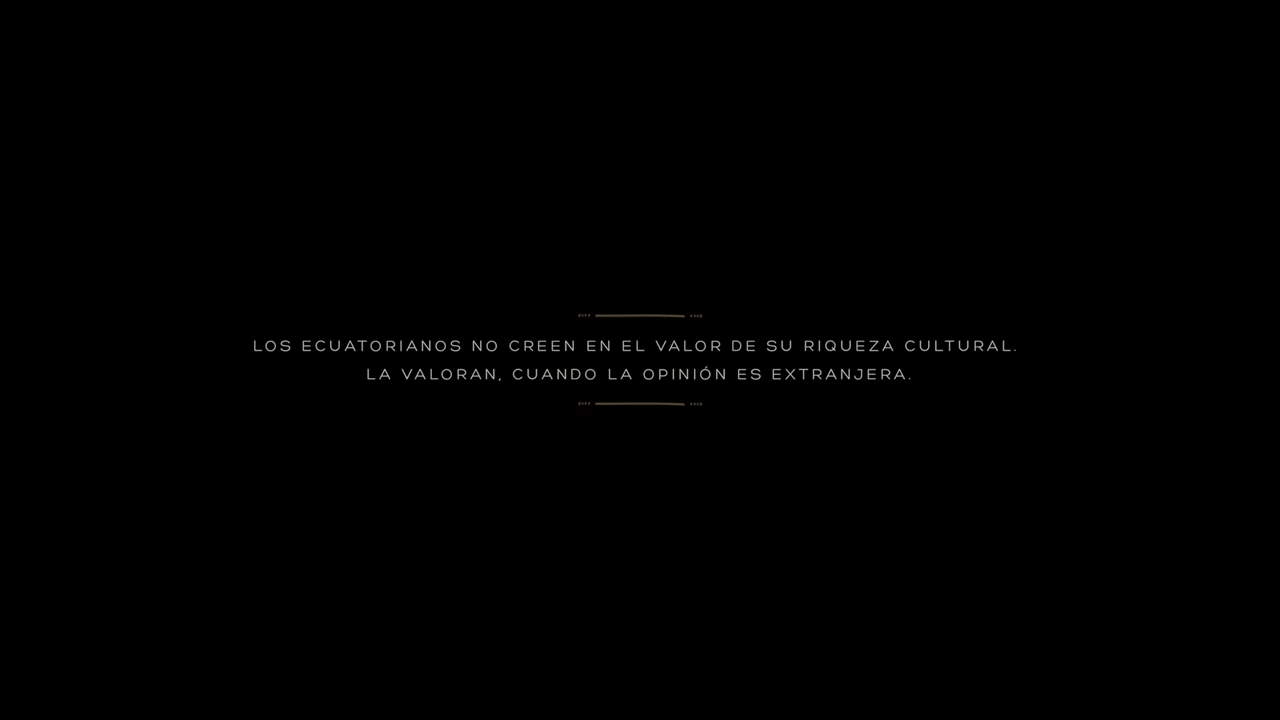 LOS ECUATORIANOS NO CREEN EN EL VALOR DE SU RIQUEZA CULTURAL.
LA VALORAN, CUANDO LA OPINIÓN ES EXTRANJERA.